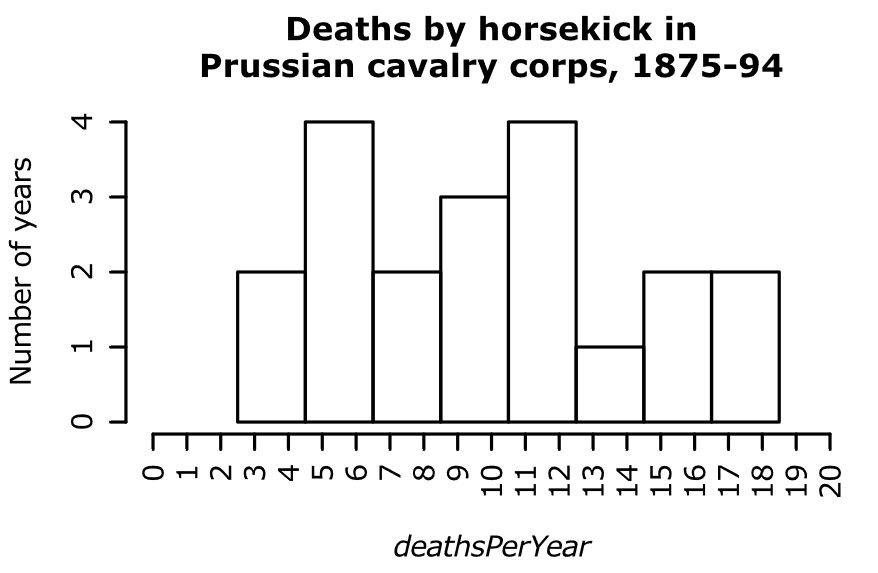 Deaths by horsekick in
Prussian cavalry corps, 1875-94
Number of years
4
3
2
1
0
0 1 2 3 4 5 6 7 8 9 10 11 12 13 14 15 16 17 18 19 20
deathsPerYear